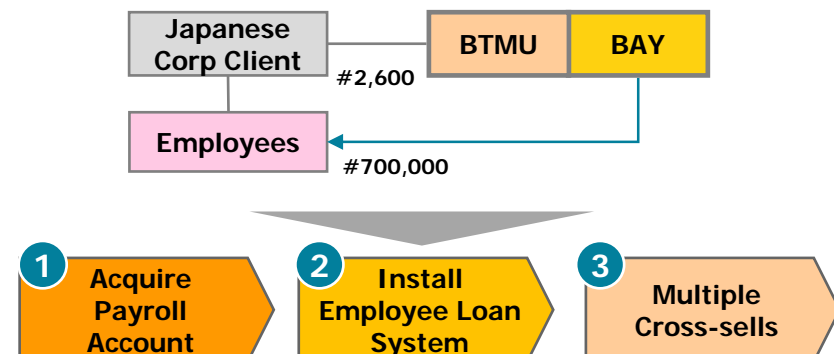 Japanese
Corp Client
BTMU
BAY
#2,600
Employees
#700,000
1
Acquire
Payroll
Account
2
Install
Employee Loan
System
3
Multiple
Cross-sells